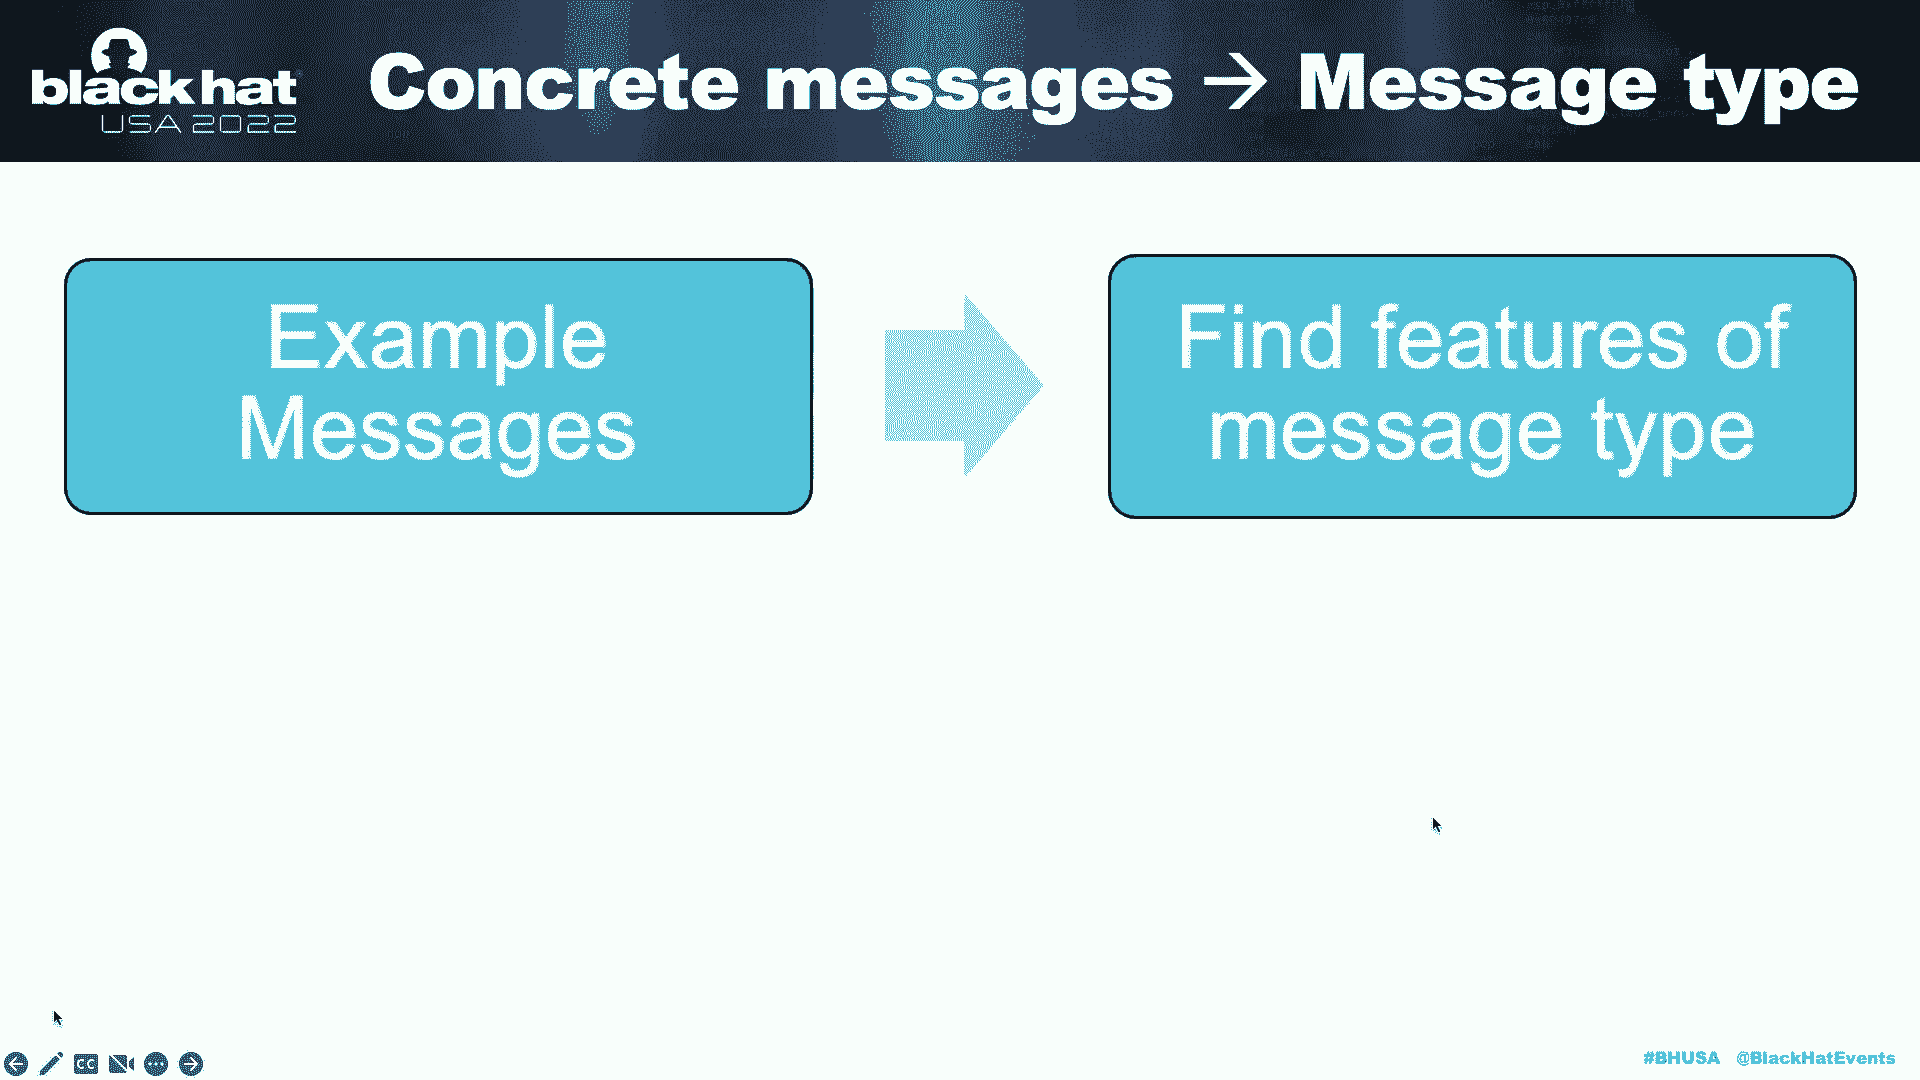 black hat
USA 2022
Concrete messages → Message type
Example
Messages
Find features of
message type
CC
#BHUSA @BlackHatEvents